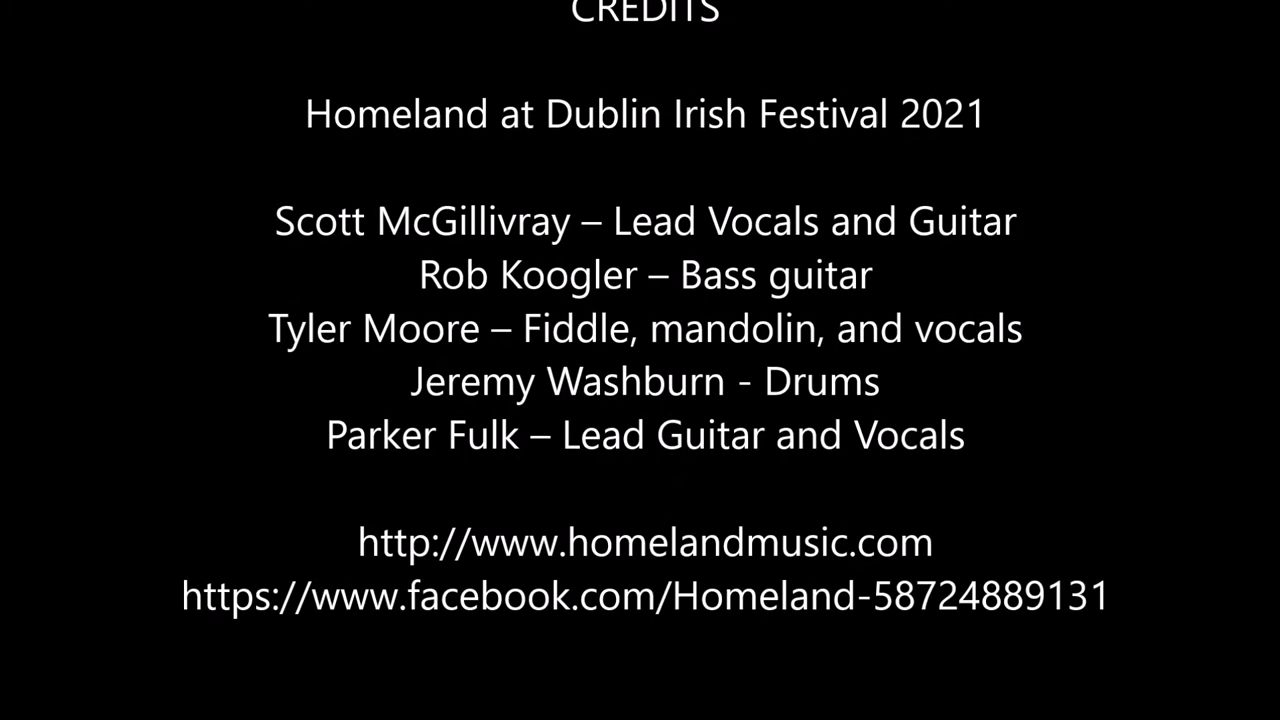 CREDITS
Homeland at Dublin Irish Festival 2021
Scott McGillivray – Lead Vocals and Guitar
Rob Koogler – Bass guitar
Tyler Moore – Fiddle, mandolin, and vocals
Jeremy Washburn - Drums
Parker Fulk – Lead Guitar and Vocals
http://www.homelandmusic.com
https://www.facebook.com/Homeland-58724889131